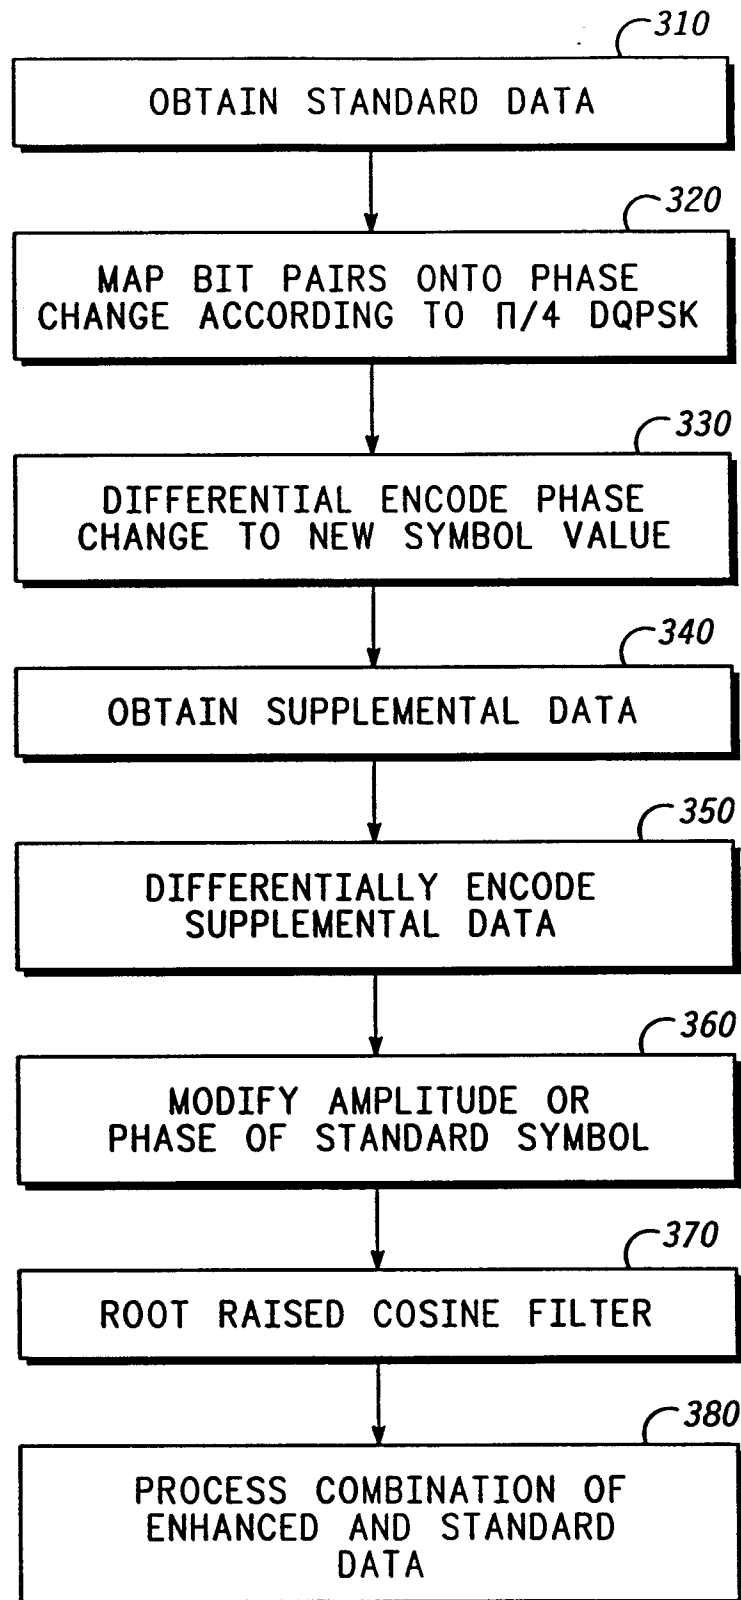 310
OBTAIN STANDARD DATA
320
MAP BIT PAIRS ONTO PHASE
CHANGE ACCORDING TO Π/4 DQPSK
330
DIFFERENTIAL ENCODE PHASE
CHANGE TO NEW SYMBOL VALUE
340
OBTAIN SUPPLEMENTAL DATA
350
DIFFERENTIALLY ENCODE
SUPPLEMENTAL DATA
360
MODIFY AMPLITUDE OR
PHASE OF STANDARD SYMBOL
370
ROOT RAISED COSINE FILTER
380
PROCESS COMBINATION OF
ENHANCED AND STANDARD
DATA